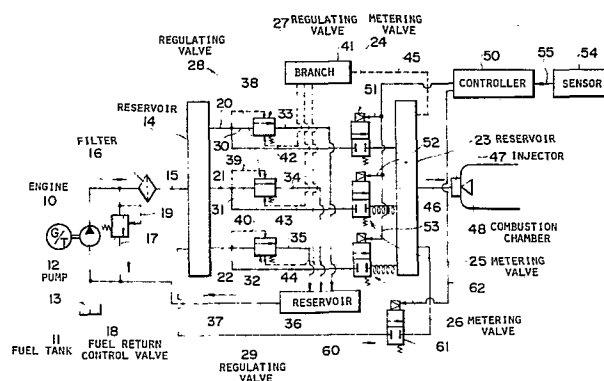 27 REGULATING VALVE METERING VALVE
REGULATING VALVE 41 24 50 55 54
28 38 BRANCH 45 CONTROLLER SENSOR
RESERVOIR 51
14 20 33 52 23 RESERVOIR
FILTER 30 42 47 INJECTOR
16 15 21 39 34
ENGINE 31 46
10 19 40 43 53 48 COMBUSTION CHAMBER
G/T 17 35
12 22 32 44 25 METERING VALVE
PUMP 62
13 RESERVOIR 26 METERING VALVE
11 18 FUEL RETURN 37 36 60 61
FUEL TANK CONTROL VALVE 29
REGULATING VALVE